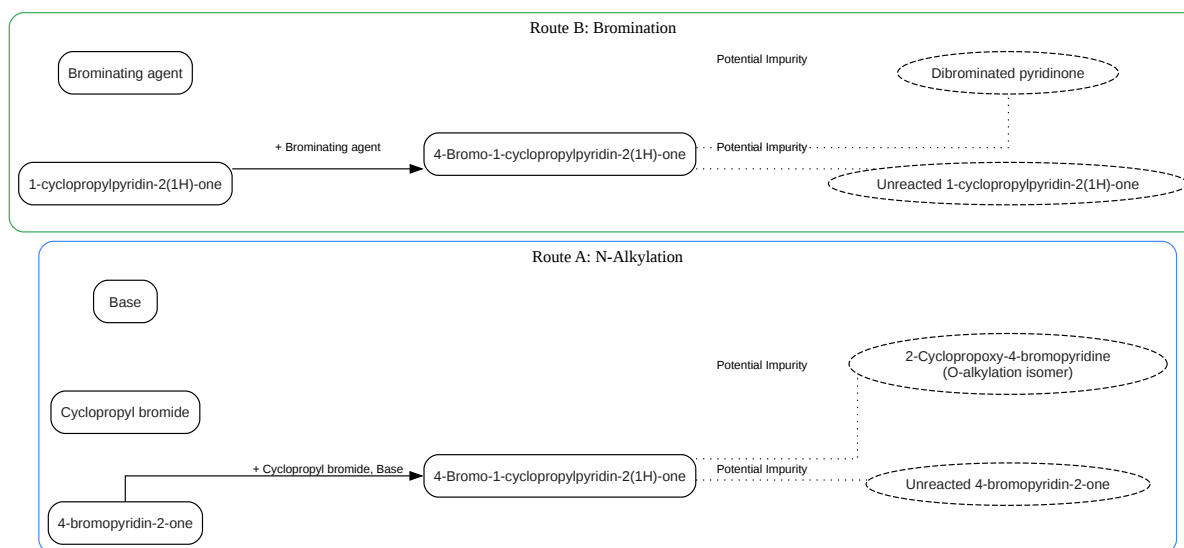 Route B: Bromination
Brominating agent
Potential Impurity
Dibrominated pyridinone
1-cyclopropylpyridin-2(1H)-one
+ Brominating agent
4-Bromo-1-cyclopropylpyridin-2(1H)-one
Potential Impurity
Unreacted 1-cyclopropylpyridin-2(1H)-one
Route A: N-Alkylation
Base
Cyclopropyl bromide
Potential Impurity
2-Cyclopropoxy-4-bromopyridine
(O-alkylation isomer)
4-bromopyridin-2-one
+ Cyclopropyl bromide, Base
4-Bromo-1-cyclopropylpyridin-2(1H)-one
Potential Impurity
Unreacted 4-bromopyridin-2-one